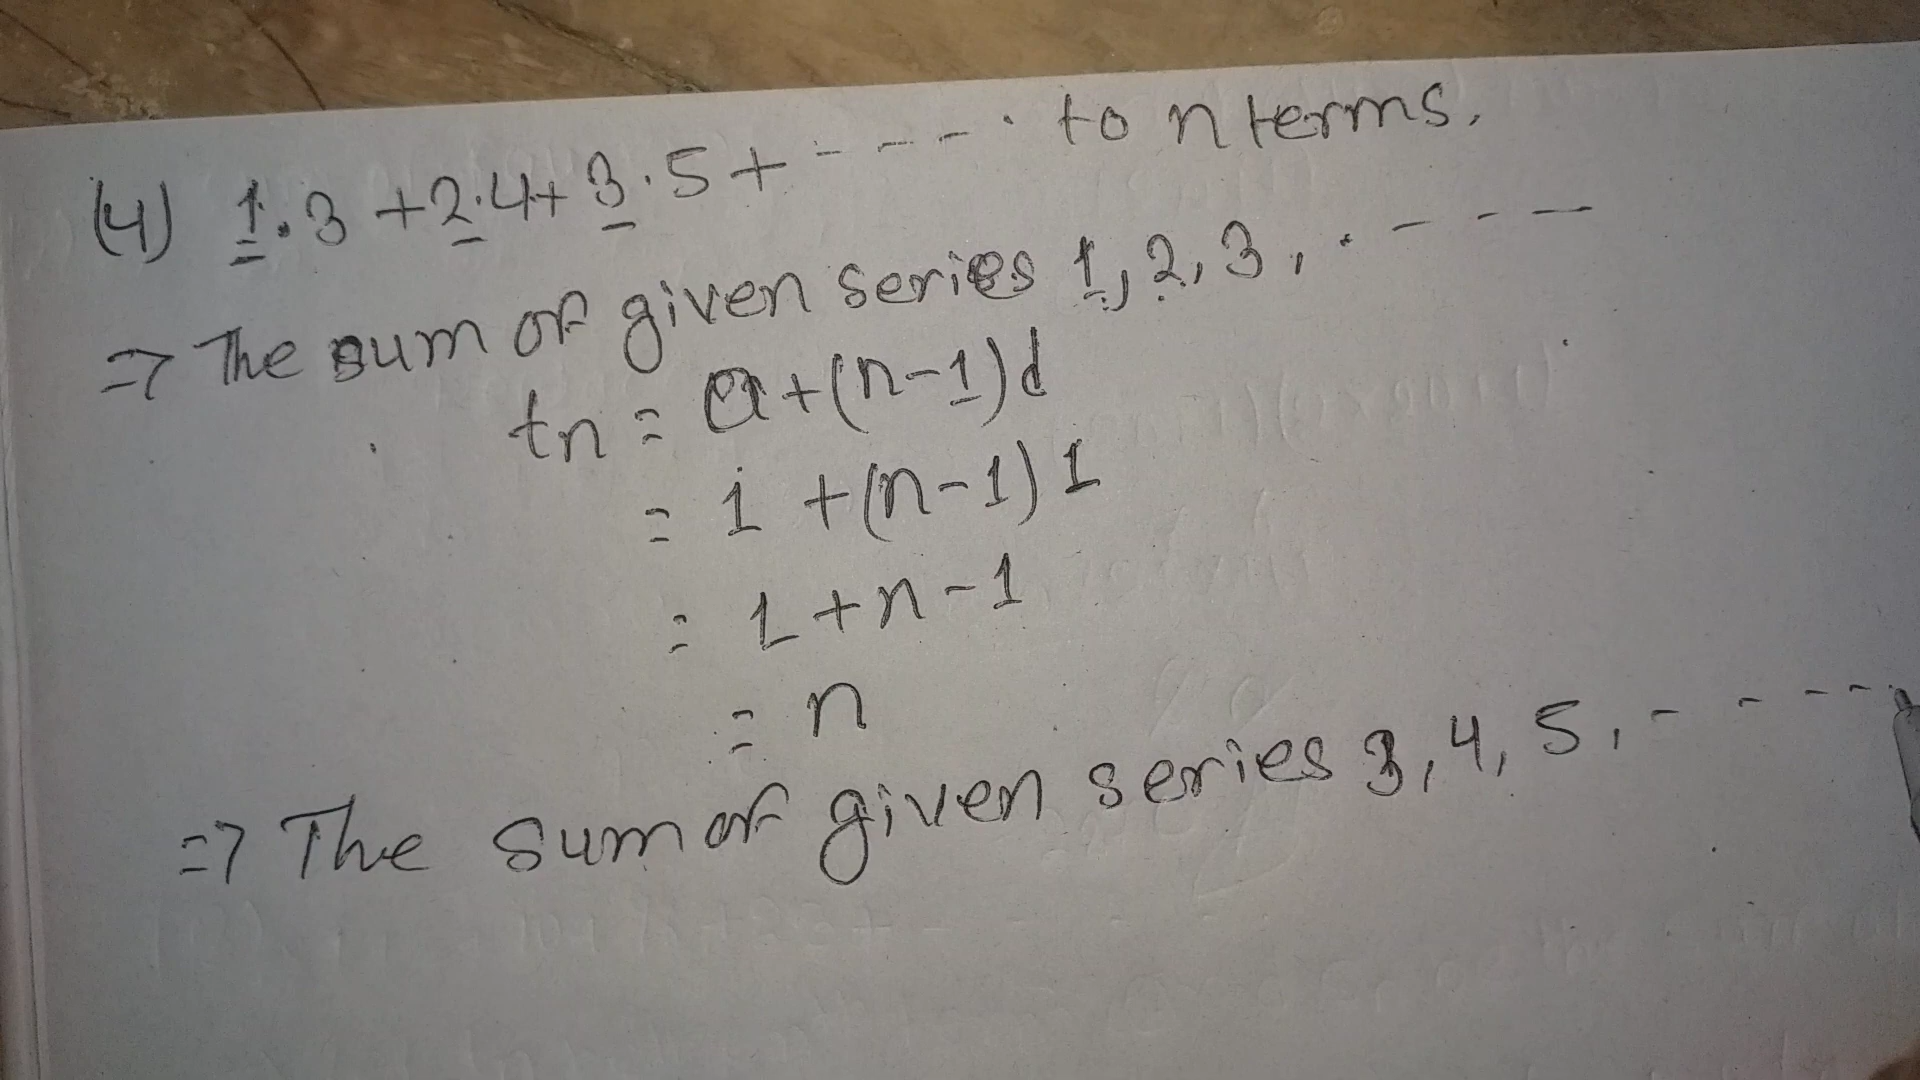 (4) 1.3 +2.4+ 3.5+ - - - - . to n terms.
=> The sum of given series 1, 2, 3, . - - -
tn = a+(n-1)d
= 1 +(n-1) 1
= 1+n-1
= n
=> The sum of given series 3, 4, 5, - - - -